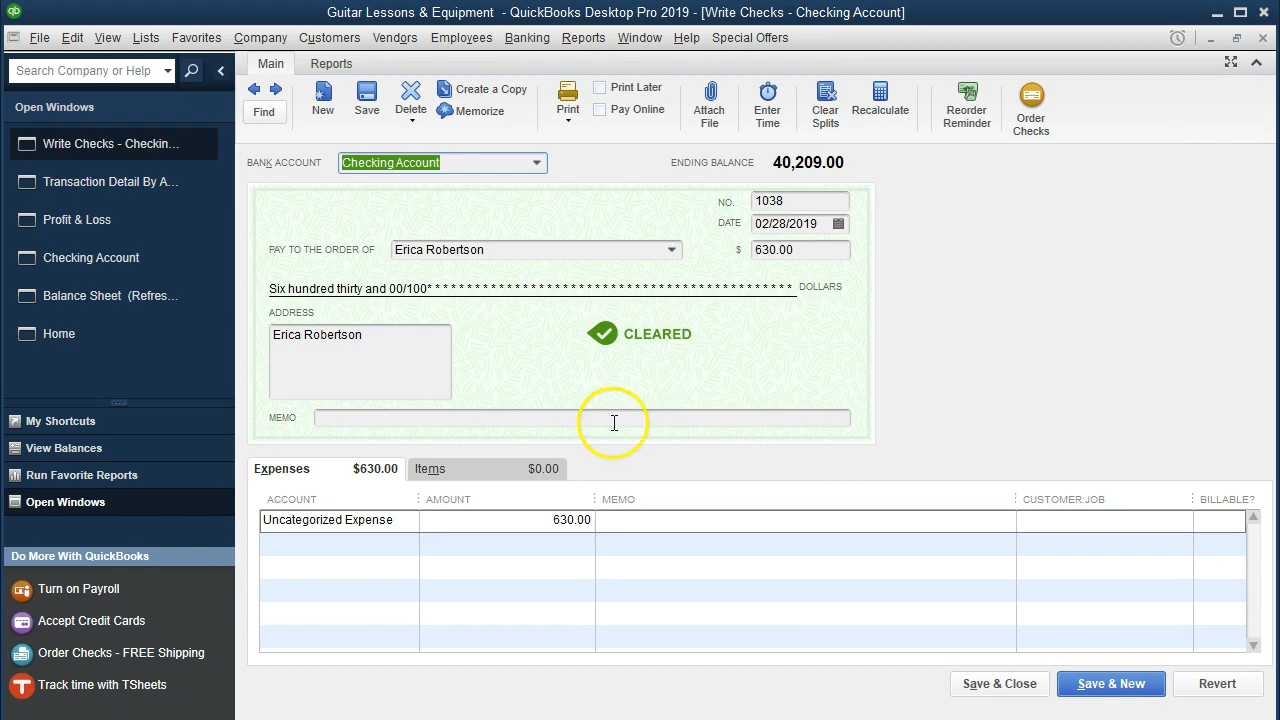 Guitar Lessons & Equipment - QuickBooks Desktop Pro 2019 - [Write Checks - Checking Account]
File Edit View Lists Favorites Company Customers Vendors Employees Banking Reports Window Help Special Offers
Search Company or Help
Open Windows
Write Checks - Checkin...
Transaction Detail By A...
Profit & Loss
Checking Account
Balance Sheet (Refres...
Home
My Shortcuts
View Balances
Run Favorite Reports
Open Windows
Do More With QuickBooks
Turn on Payroll
Accept Credit Cards
Order Checks - FREE Shipping
Track time with TSheets
Main Reports
Find
New
Save
Delete
Create a Copy
Memorize
Print
Print Later
Pay Online
Attach File
Enter Time
Clear Splits
Recalculate
Reorder Reminder
Order Checks
BANK ACCOUNT Checking Account ENDING BALANCE 40,209.00
NO. 1038
DATE 02/28/2019
PAY TO THE ORDER OF Erica Robertson $ 630.00
Six hundred thirty and 00/100* * * * * * * * * * * * * * * * * * * * * * * * * * * * * * * * * * * * * * * * * * DOLLARS
ADDRESS
Erica Robertson
CLEARED
MEMO
Expenses $630.00 Items $0.00
ACCOUNT AMOUNT MEMO CUSTOMER:JOB BILLABLE?
Uncategorized Expense 630.00
Save & Close Save & New Revert